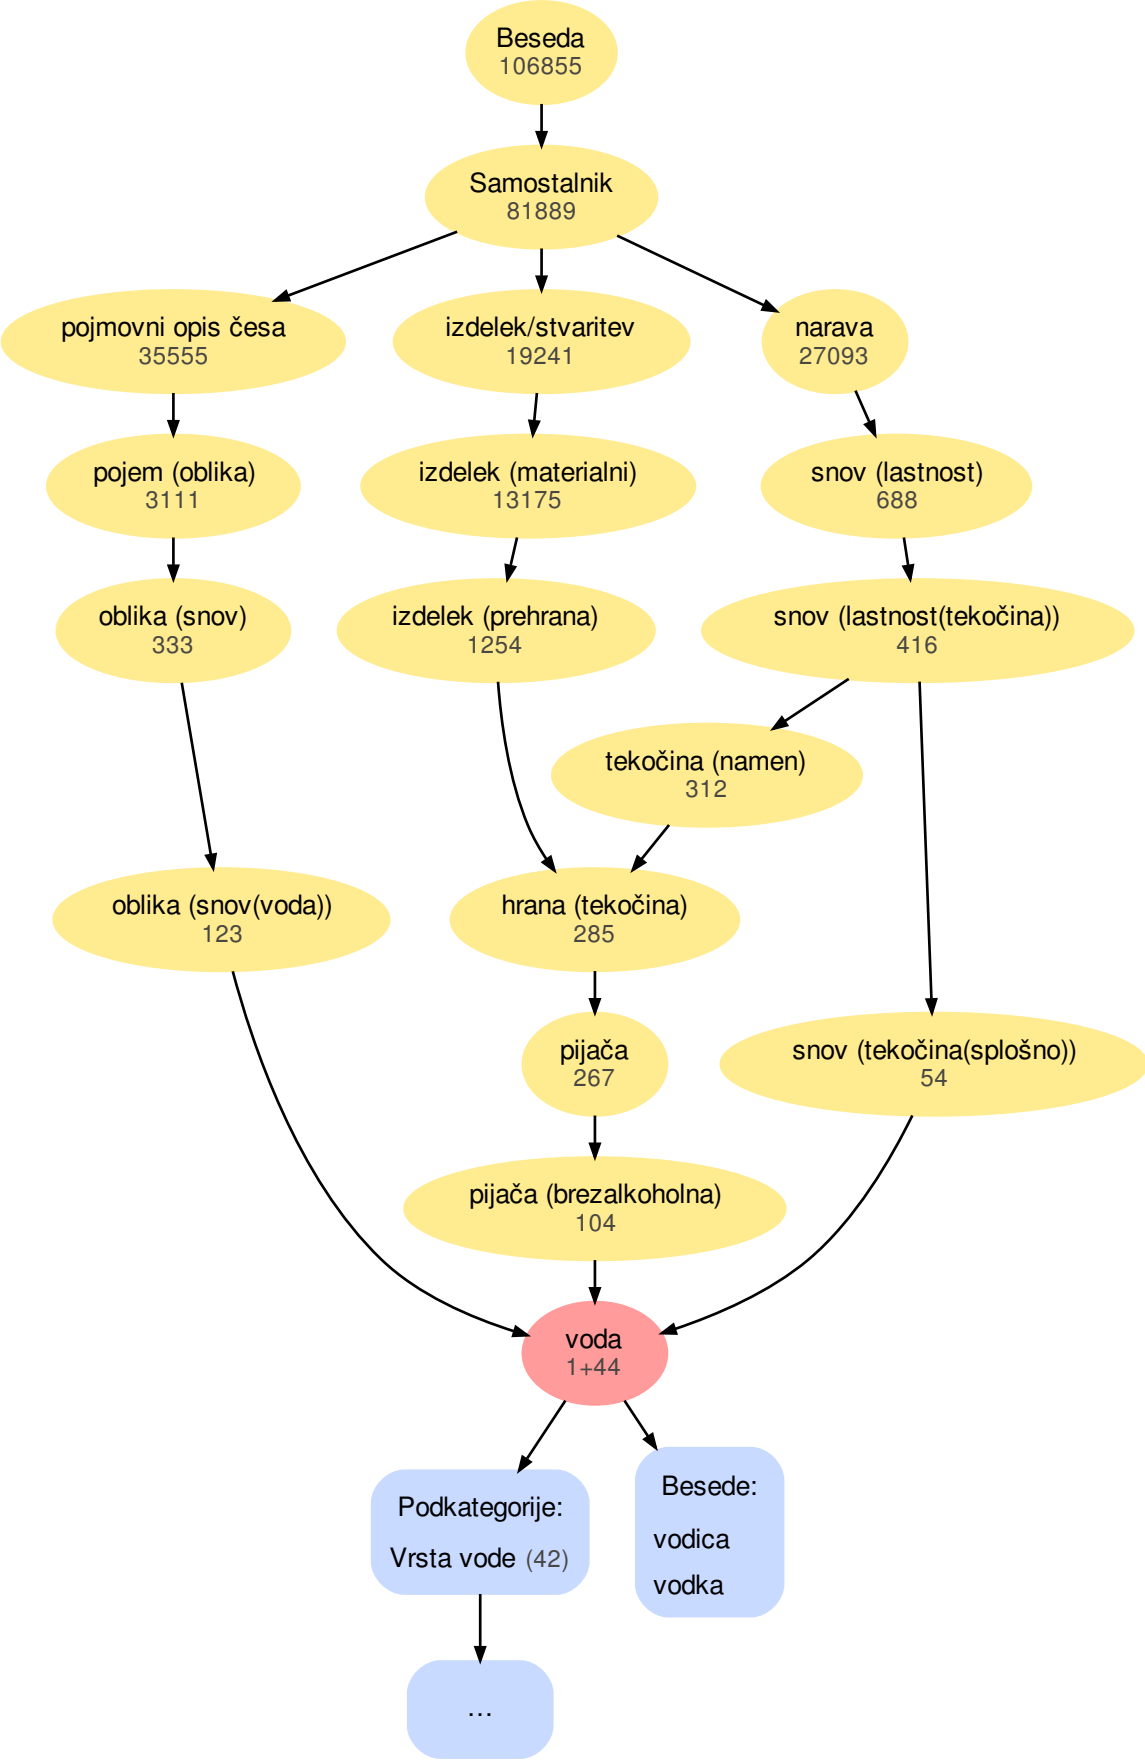 Beseda
106855
Samostalnik
81889
pojmovni opis česa
35555
izdelek/stvaritev
19241
narava
27093
pojem (oblika)
3111
izdelek (materialni)
13175
snov (lastnost)
688
oblika (snov)
333
izdelek (prehrana)
1254
snov (lastnost(tekočina))
416
tekočina (namen)
312
oblika (snov(voda))
123
hrana (tekočina)
285
pijača
267
snov (tekočina(splošno))
54
pijača (brezalkoholna)
104
voda
1+44
Podkategorije:
Vrsta vode (42)
Besede:
vodica
vodka
...